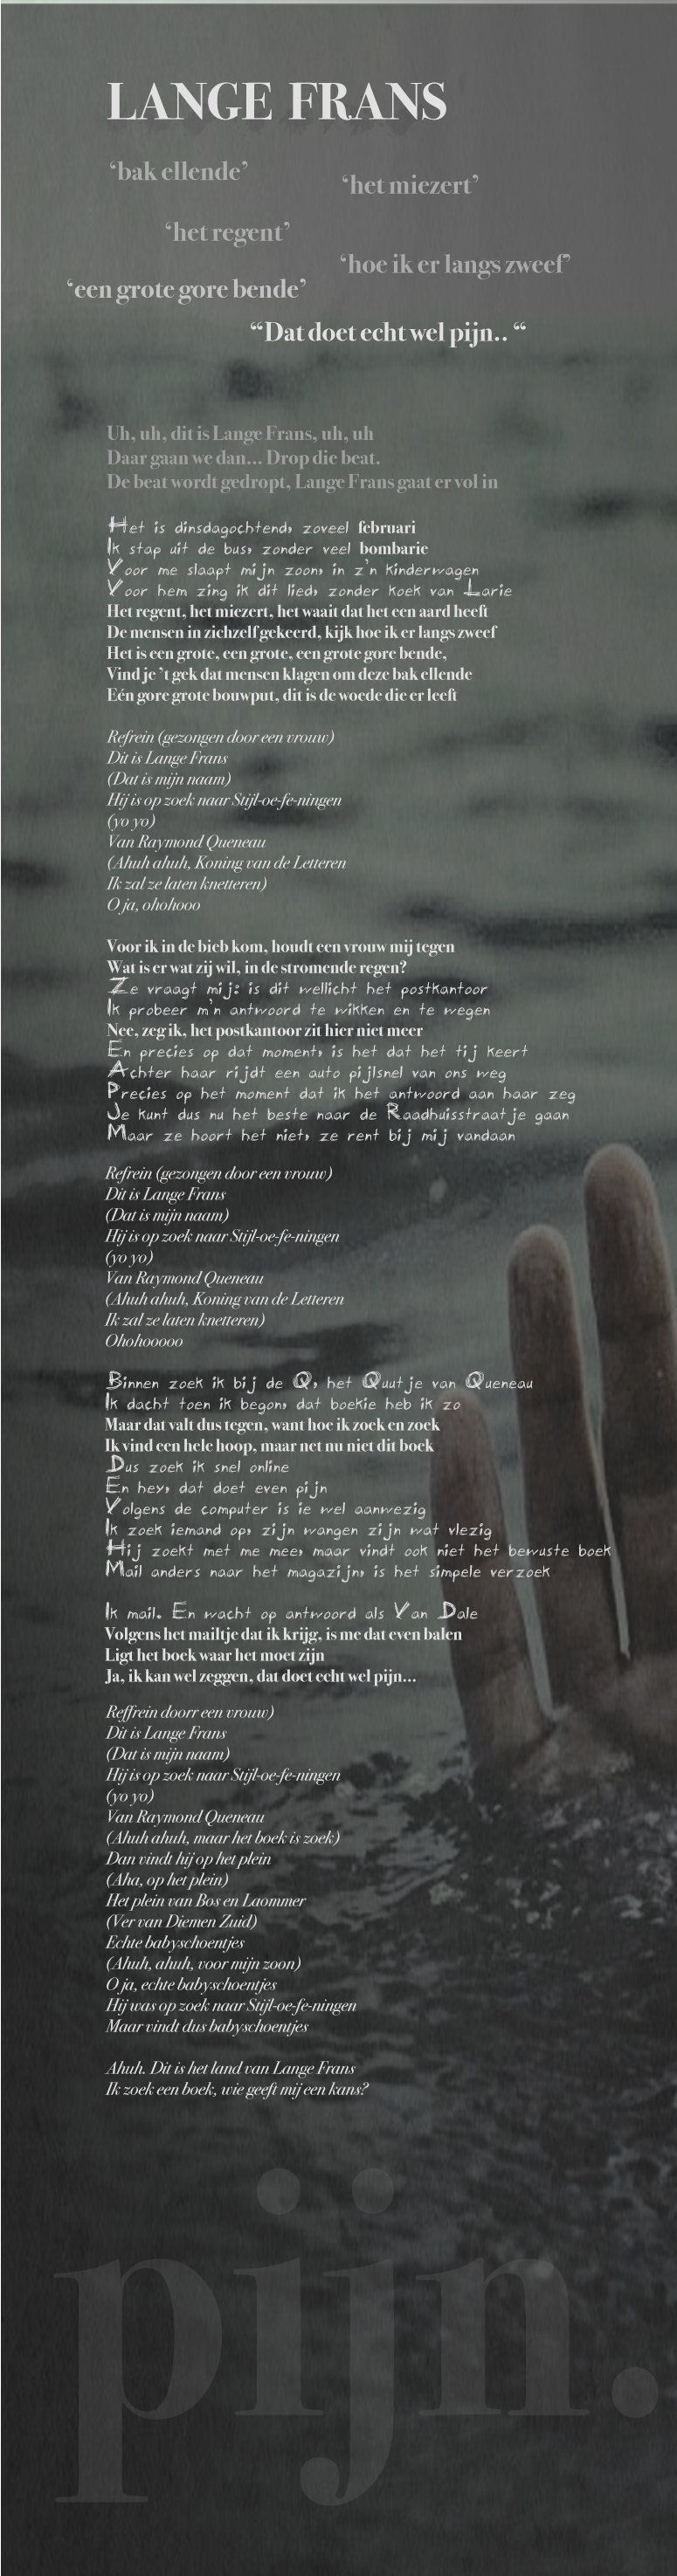 LANGE FRANS
‘bak ellende’
‘het miezert’
‘het regent’
‘hoe ik er langs zweef’
‘een grote gore bende’
“Dat doet echt wel pijn.. “
Uh, uh, dit is Lange Frans, uh, uh
Daar gaan we dan... Drop die beat.
De beat wordt gedropt, Lange Frans gaat er vol in
Het is dinsdagochtend, zoveel februari
Ik stap uit de bus, zonder veel bombarie
Voor me slaapt mijn zoon, in z'n kinderwagen
Voor hem zing ik dit lied, zonder koek van Larie
Het regent, het miezert, het waait dat het een aard heeft
De mensen in zichzelf gekeerd, kijk hoe ik er langs zweef
Het is een grote, een grote, een grote gore bende,
Vind je ’t gek dat mensen klagen om deze bak ellende
Eén gore grote bouwput, dit is de woede die er leeft
Refrein (gezongen door een vrouw)
Dit is Lange Frans
(Dat is mijn naam)
Hij is op zoek naar Stijl-oe-fe-ningen
(yo yo)
Van Raymond Queneau
(Ahuh ahuh, Koning van de Letteren
Ik zal ze laten knetteren)
O ja, ohohooo
Voor ik in de bieb kom, houdt een vrouw mij tegen
Wat is er wat zij wil, in de stromende regen?
Ze vraagt mij: is dit wellicht het postkantoor
Ik probeer m'n antwoord te wikken en te wegen
Nee, zeg ik, het postkantoor zit hier niet meer
En precies op dat moment, is het dat het tij keert
Achter haar rijdt een auto pijlsnel van ons weg
Precies op het moment dat ik het antwoord aan haar zeg
Je kunt dus nu het beste naar de Raadhuisstraatje gaan
Maar ze hoort het niet, ze rent bij mij vandaan
Refrein (gezongen door een vrouw)
Dit is Lange Frans
(Dat is mijn naam)
Hij is op zoek naar Stijl-oe-fe-ningen
(yo yo)
Van Raymond Queneau
(Ahuh ahuh, Koning van de Letteren
Ik zal ze laten knetteren)
Ohohooooo
Binnen zoek ik bij de Q, het Quutje van Queneau
Ik dacht toen ik begon, dat boekie heb ik zo
Maar dat valt dus tegen, want hoe ik zoek en zoek
Ik vind een hele hoop, maar net nu niet dit boek
Dus zoek ik snel online
En hey, dat doet even pijn
Volgens de computer is ie wel aanwezig
Ik zoek iemand op, zijn wangen zijn wat vlezig
Hij zoekt met me mee, maar vindt ook niet het bewuste boek
Mail anders naar het magazijn, is het simpele verzoek
Ik mail. En wacht op antwoord als Van Dale
Volgens het mailtje dat ik krijg, is me dat even balen
Ligt het boek waar het moet zijn
Ja, ik kan wel zeggen, dat doet echt wel pijn...
Reffrein doorr een vrouw)
Dit is Lange Frans
(Dat is mijn naam)
Hij is op zoek naar Stijl-oe-fe-ningen
(yo yo)
Van Raymond Queneau
(Ahuh ahuh, maar het boek is zoek)
Dan vindt hij op het plein
(Aha, op het plein)
Het plein van Bos en Laommer
(Ver van Diemen Zuid)
Echte babyschoentjes
(Ahuh, ahuh, voor mijn zoon)
O ja, echte babyschoentjes
Hij was op zoek naar Stijl-oe-fe-ningen
Maar vindt dus babyschoentjes
Ahuh. Dit is het land van Lange Frans
Ik zoek een boek, wie geeft mij een kans?
pijn.